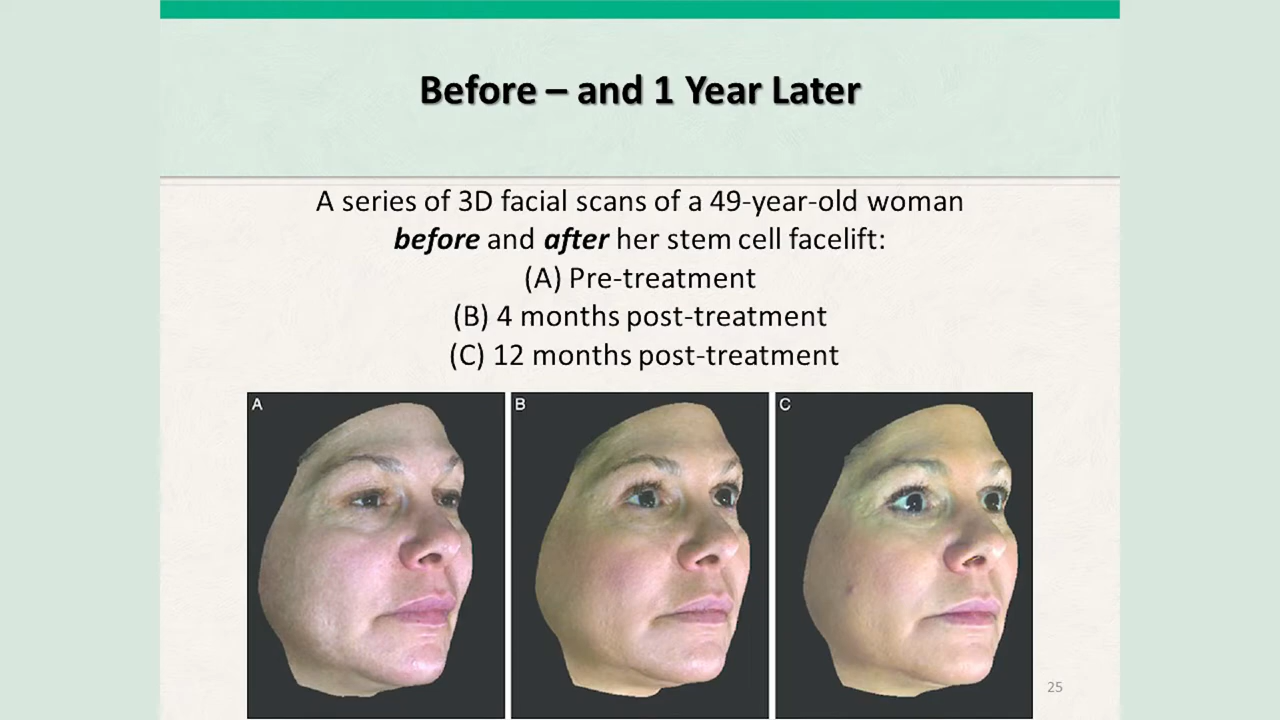 Before – and 1 Year Later
A series of 3D facial scans of a 49-year-old woman
before and after her stem cell facelift:
(A) Pre-treatment
(B) 4 months post-treatment
(C) 12 months post-treatment
A
B
C
25